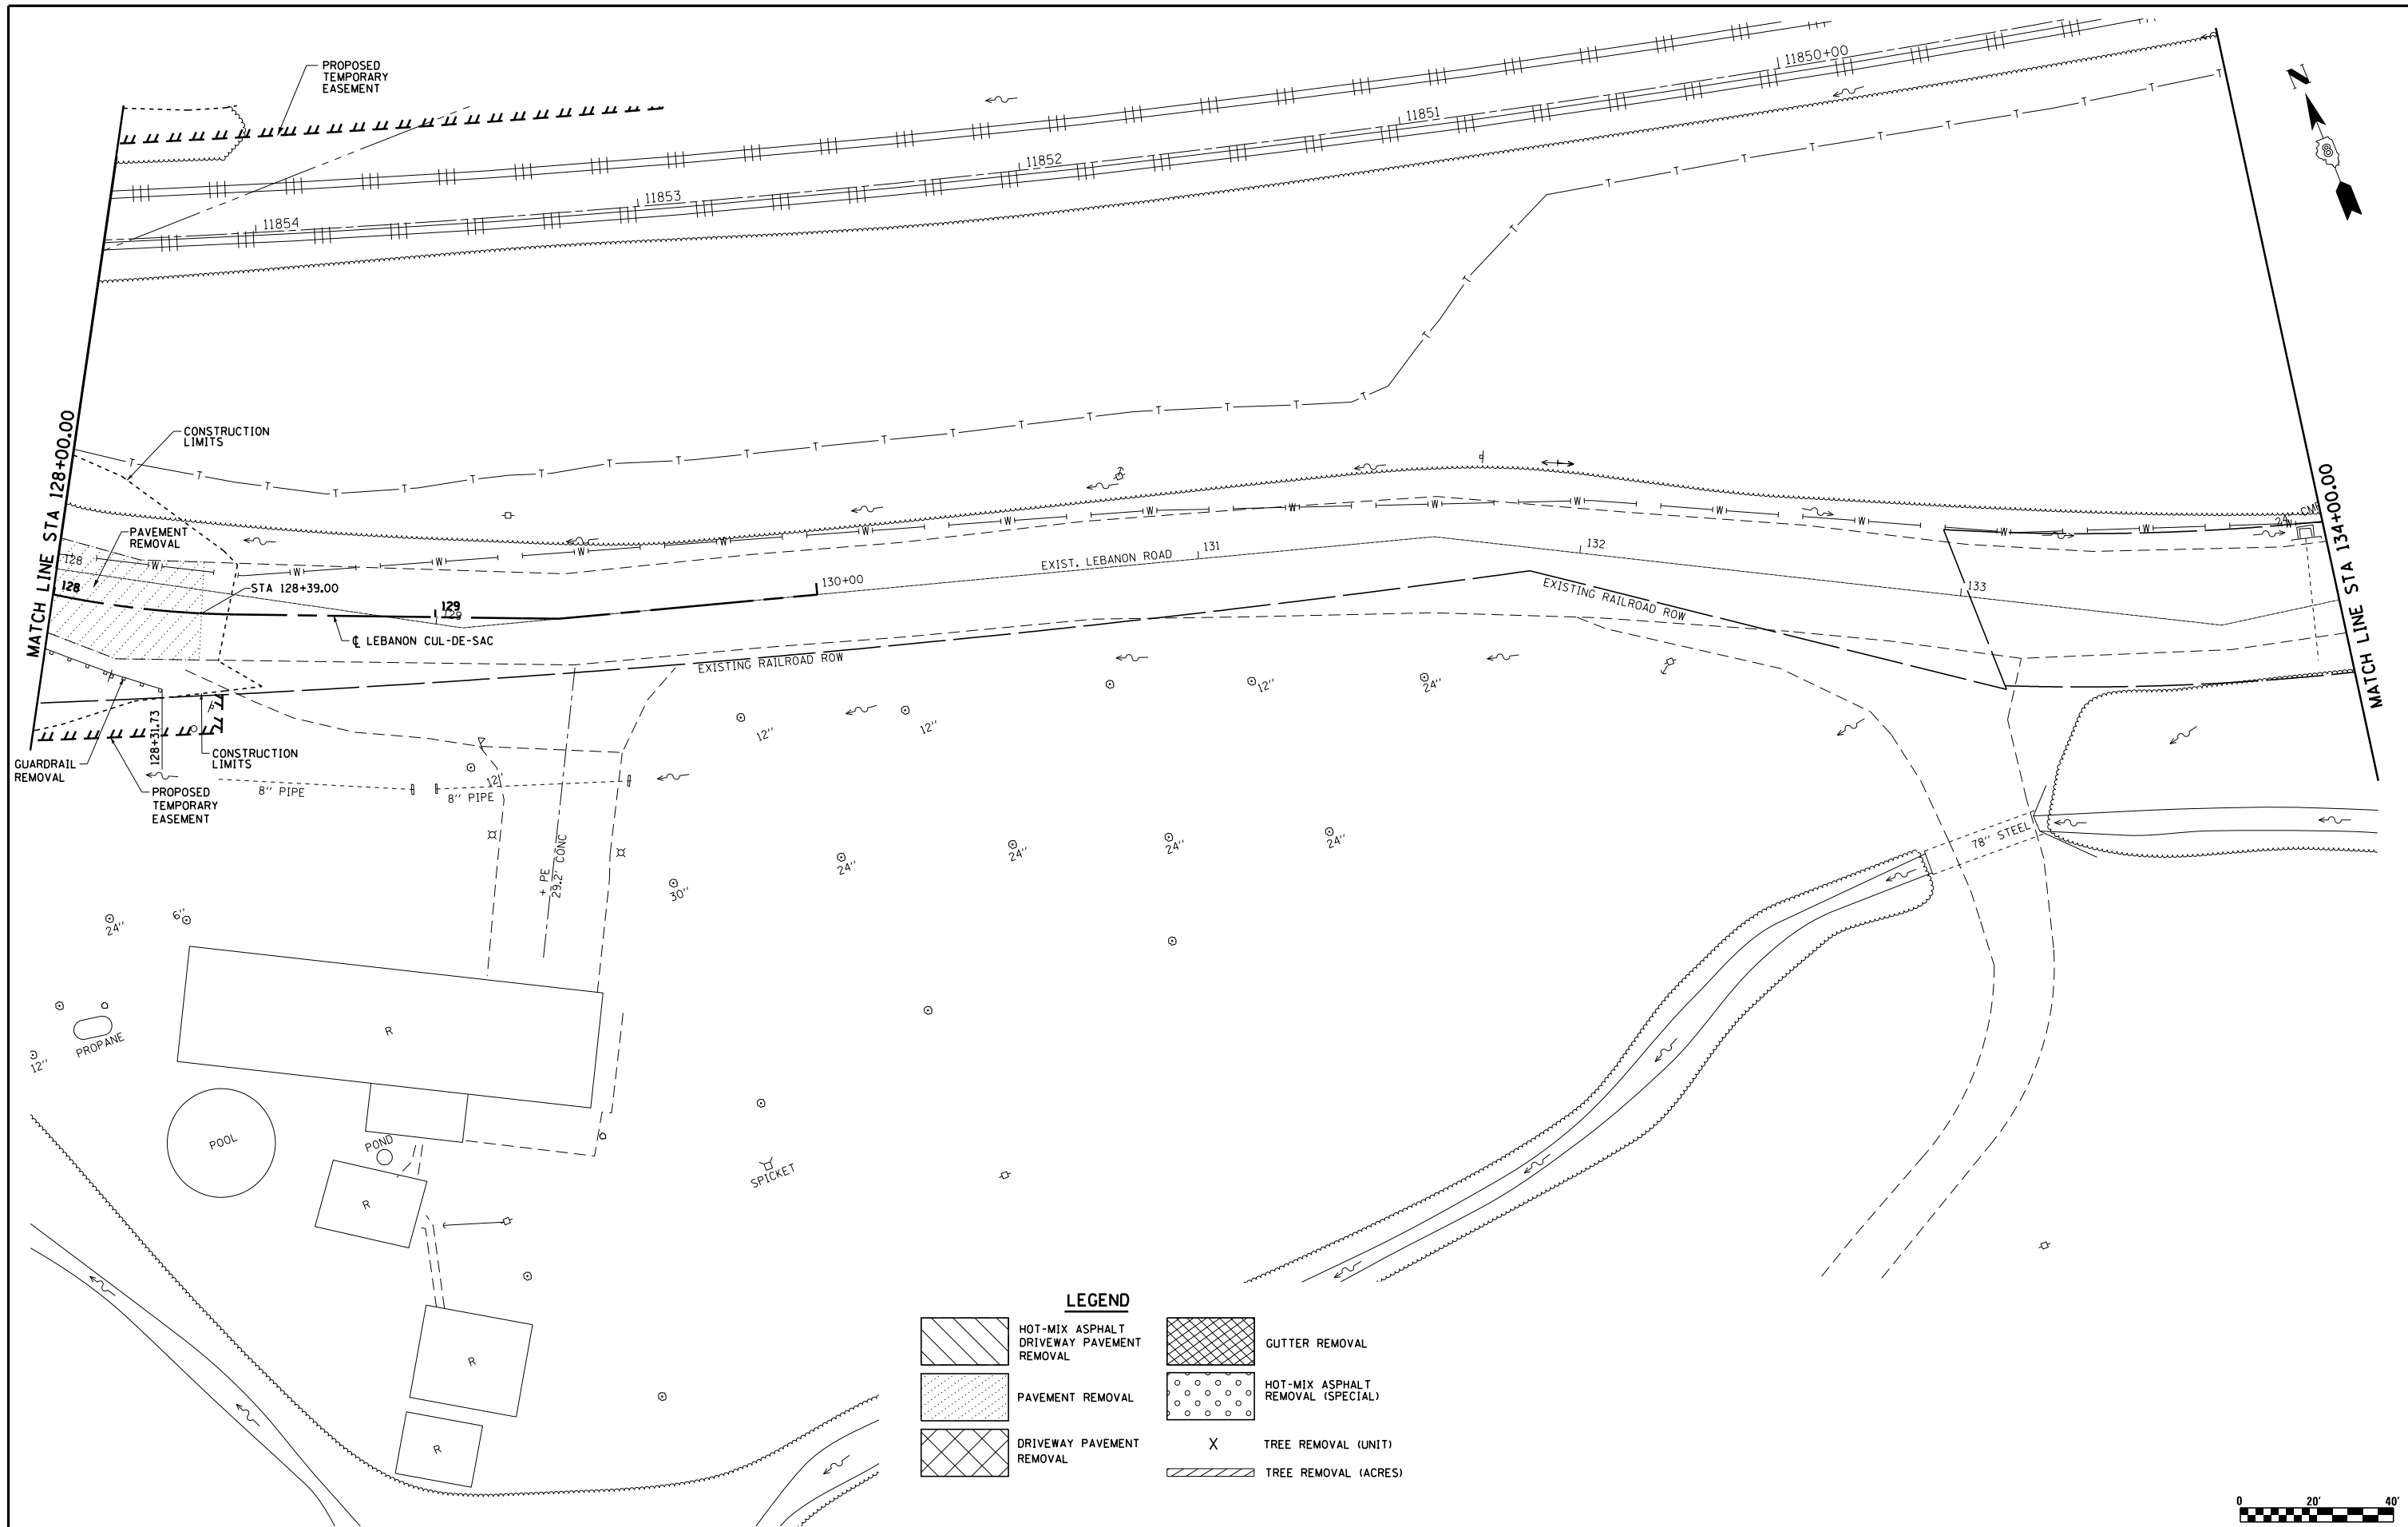 PROPOSED
TEMPORARY
EASEMENT
11850+00
11851
11852
11853
11854
N
8
MATCH LINE STA 128+00.00
MATCH LINE STA 134+00.00
CONSTRUCTION
LIMITS
PAVEMENT
REMOVAL
128
128
STA 128+39.00
129
129
℄ LEBANON CUL-DE-SAC
130+00
EXIST. LEBANON ROAD
131
132
133
24" CMP
EXISTING RAILROAD ROW
EXISTING RAILROAD ROW
T T T T T T T T T T T T T T T T T T T T T T T T T T T T T T T
W W W W W W W W W W W W W W W W
P
P
128+31.73
CONSTRUCTION
LIMITS
GUARDRAIL
REMOVAL
PROPOSED
TEMPORARY
EASEMENT
8'' PIPE
8'' PIPE
12'
12''
12''
12''
24''
+ PE
29.2' CONC
30''
24''
24''
24''
24''
78'' STEEL
24''
6''
12''
PROPANE
R
POOL
POND
R
SPICKET
R
R
LEGEND
HOT-MIX ASPHALT
DRIVEWAY PAVEMENT
REMOVAL
PAVEMENT REMOVAL
DRIVEWAY PAVEMENT
REMOVAL
GUTTER REMOVAL
HOT-MIX ASPHALT
REMOVAL (SPECIAL)
X TREE REMOVAL (UNIT)
TREE REMOVAL (ACRES)
0 20' 40'